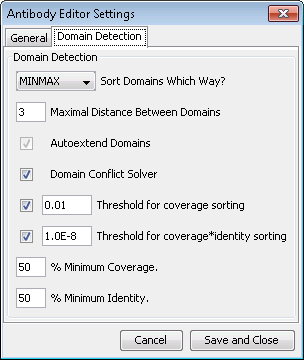 Antibody Editor Settings
General Domain Detection
Domain Detection
MINMAX Sort Domains Which Way?
3 Maximal Distance Between Domains
Autoextend Domains
Domain Conflict Solver
0.01 Threshold for coverage sorting
1.0E-8 Threshold for coverage*identity sorting
50 % Minimum Coverage.
50 % Minimum Identity.
Cancel Save and Close